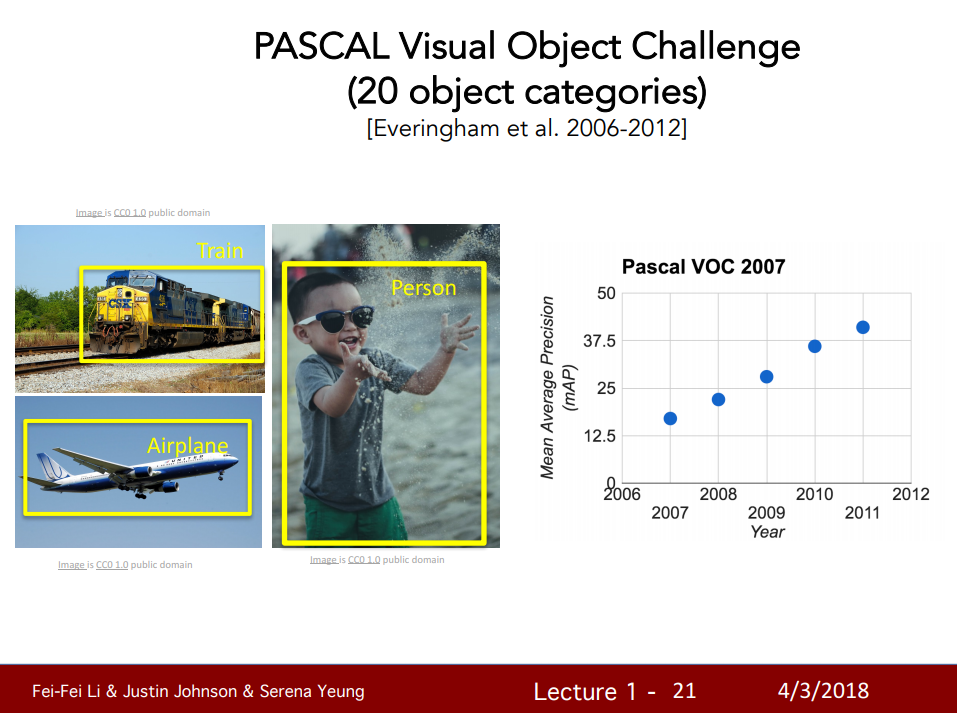 PASCAL Visual Object Challenge
(20 object categories)
[Everingham et al. 2006-2012]
Image is CC0 1.0 public domain
Train
CSX
Person
Airplane
UNITED
Image is CC0 1.0 public domain
Image is CC0 1.0 public domain
Pascal VOC 2007
Mean Average Precision
(mAP)
50
37.5
25
12.5
0
2006 2008 2010 2012
2007 2009 2011
Year
Fei-Fei Li & Justin Johnson & Serena Yeung
Lecture 1 - 21
4/3/2018